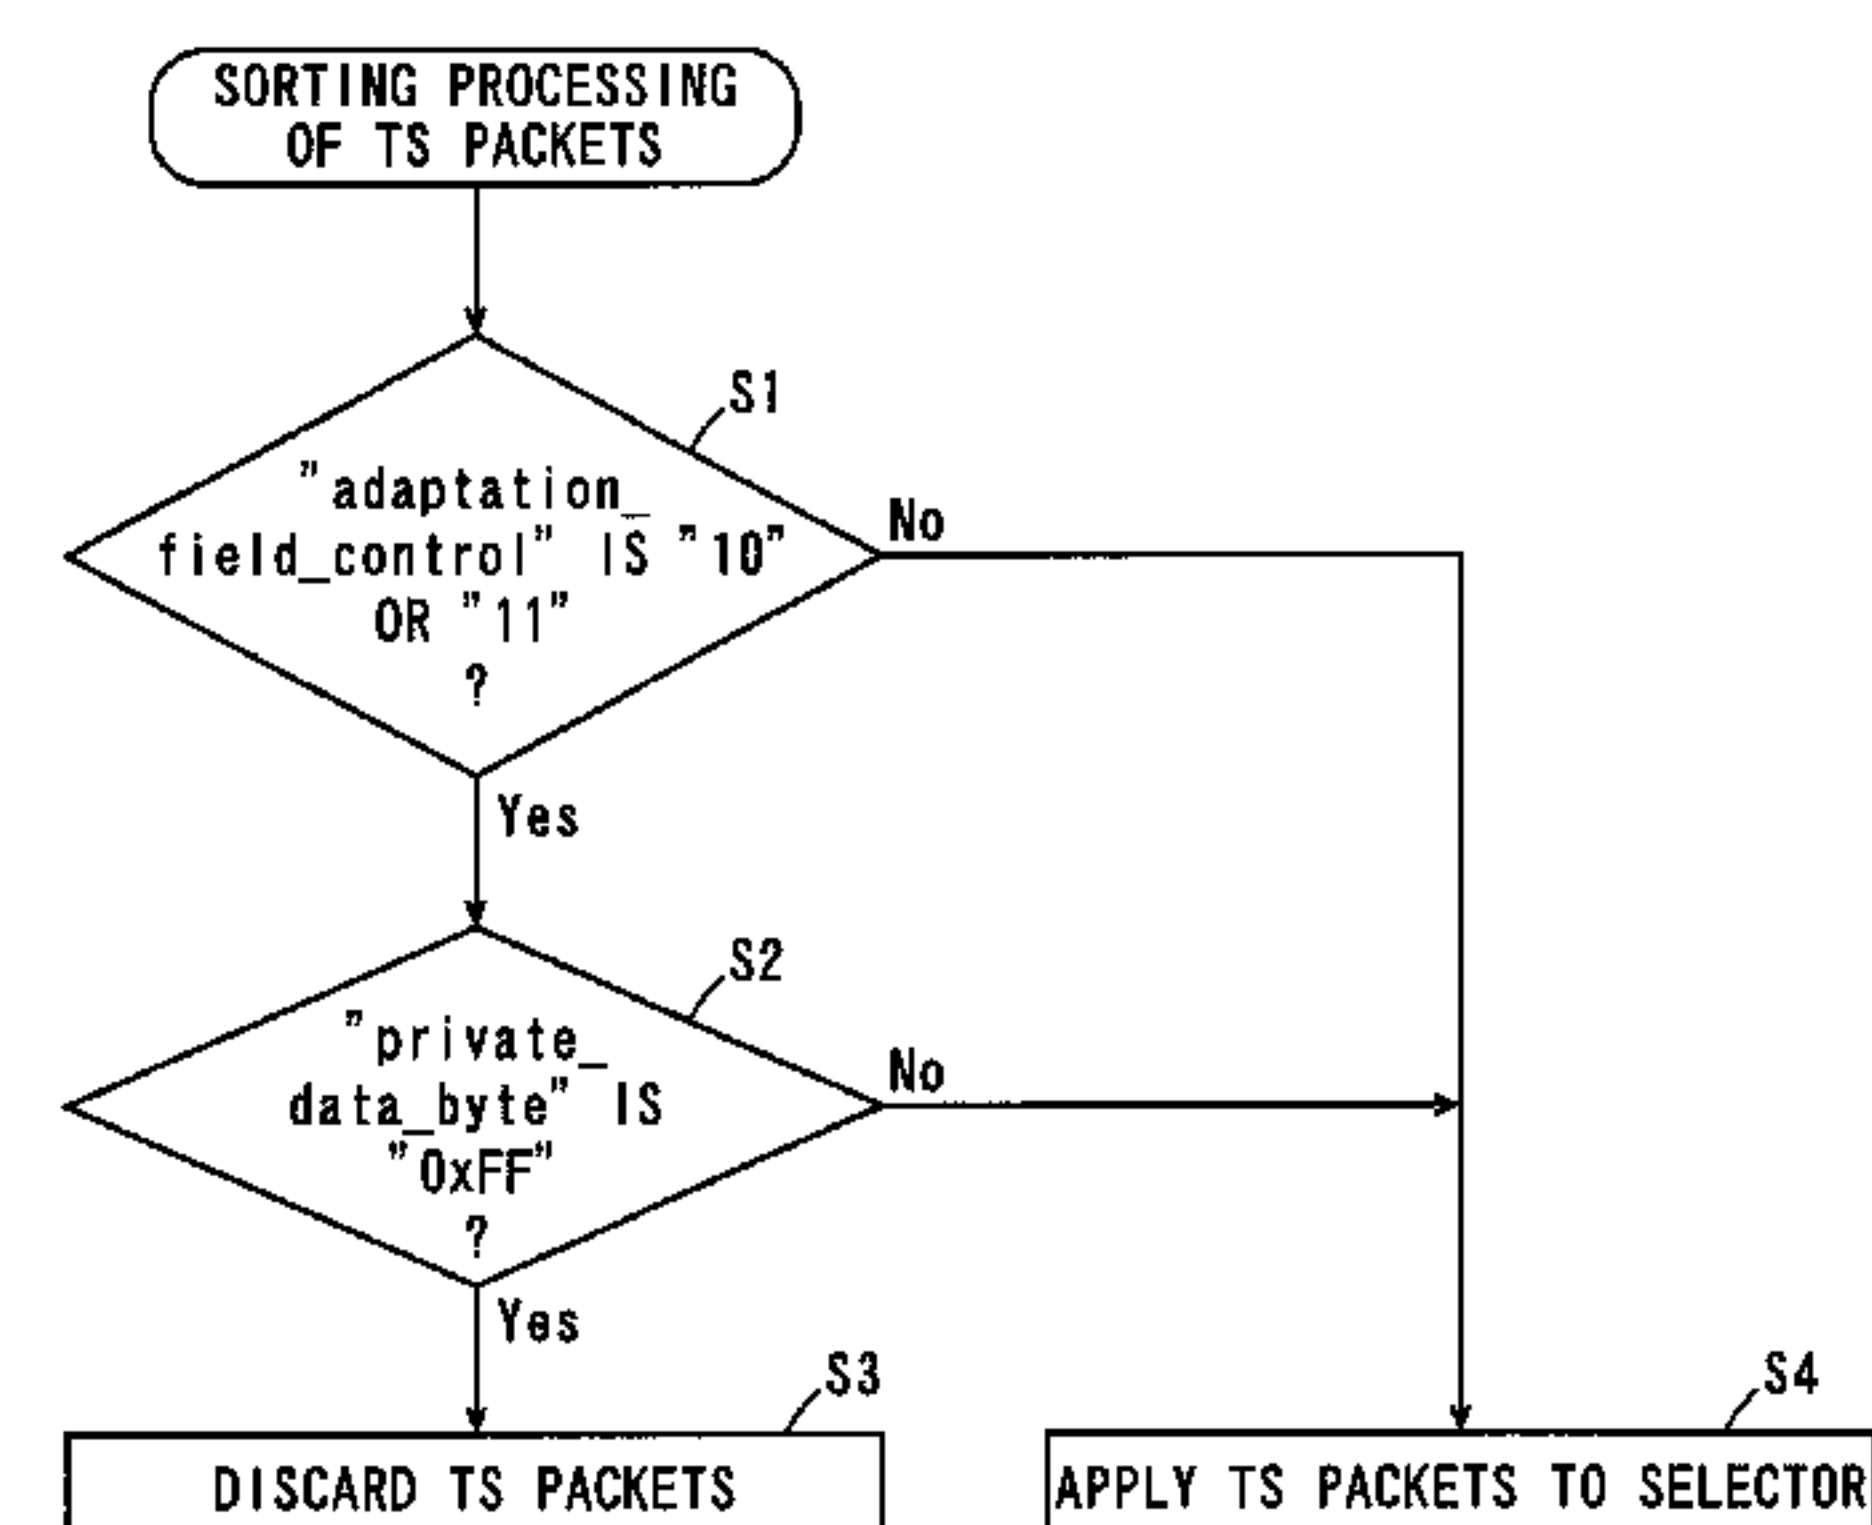 SORTING PROCESSING
OF TS PACKETS
S1
"adaptation_
field_control" IS "10"
OR "11"
?
No
Yes
S2
"private_
data_byte" IS
"0xFF"
?
No
Yes
S3
DISCARD TS PACKETS
S4
APPLY TS PACKETS TO SELECTOR